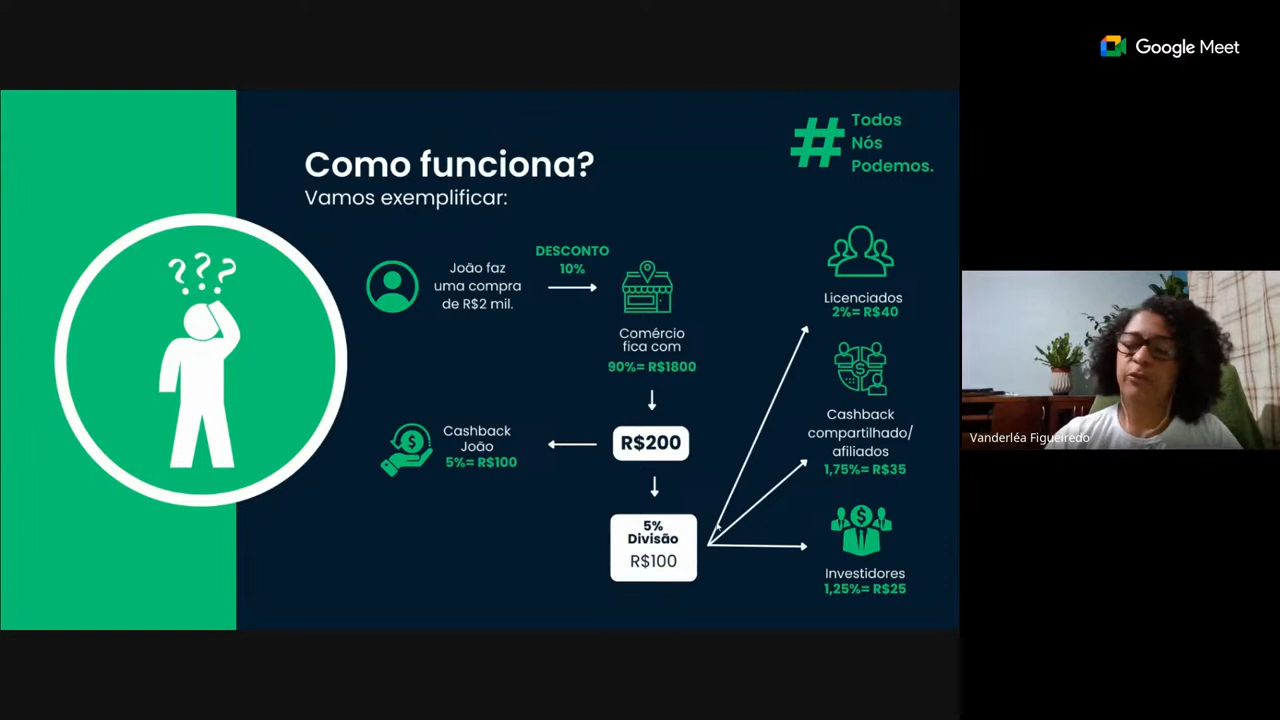 Google Meet
# Todos
Nós
Podemos.
Como funciona?
Vamos exemplificar:
? ? ?
João faz
uma compra
de R$2 mil.
DESCONTO
10%
Comércio
fica com
90%= R$1800
R$200
Cashback
João
5%= R$100
5%
Divisão
R$100
Licenciados
2%= R$40
Cashback
compartilhado/
afiliados
1,75%= R$35
Investidores
1,25%= R$25
Vanderléa Figueiredo